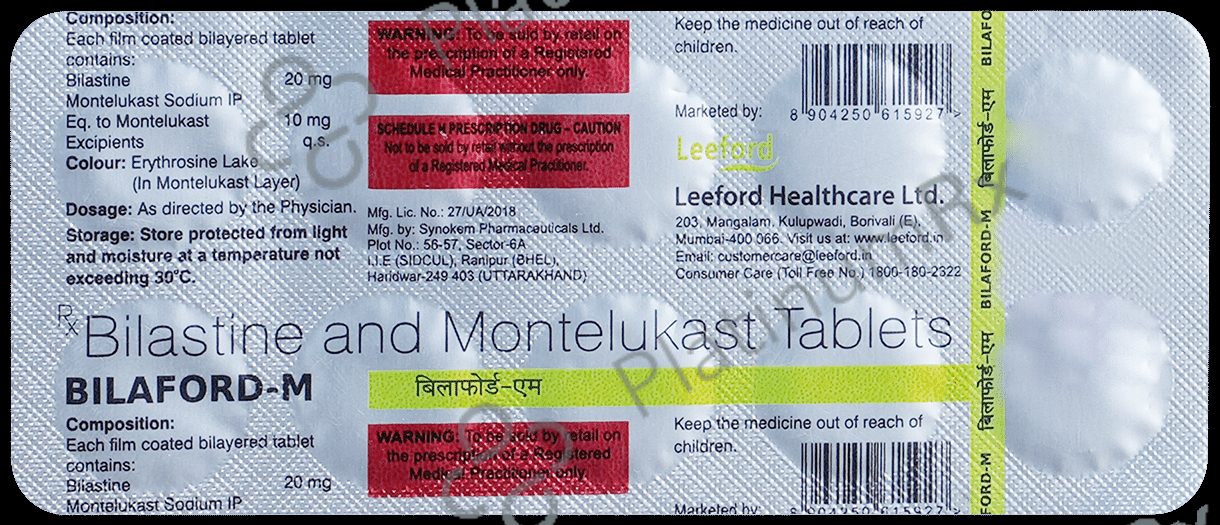 Composition:
Each film coated bilayered tablet
contains:
Bilastine 20 mg
Montelukast Sodium IP
Eq. to Montelukast 10 mg
Excipients q.s.
Colour: Erythrosine Lake
(In Montelukast Layer)
Dosage: As directed by the Physician.
Storage: Store protected from light
and moisture at a temperature not
exceeding 30°C.
WARNING: To be sold by retail on
the prescription of a Registered
Medical Practitioner only.
SCHEDULE H PRESCRIPTION DRUG - CAUTION
Not to be sold by retail without the prescription
of a Registered Medical Practitioner.
Mfg. Lic. No.: 27/UA/2018
Mfg. by: Synokem Pharmaceuticals Ltd.
Plot No.: 56-57, Sector-6A
I.I.E (SIDCUL), Ranipur (BHEL),
Haridwar-249 403 (UTTARAKHAND)
Keep the medicine out of reach of
children.
Marketed by:
8 904250 615927 >
Leeford
Leeford Healthcare Ltd.
203, Mangalam, Kulupwadi, Borivali (E),
Mumbai-400 066. Visit us at: www.leeford.in
Email: customercare@leeford.in
Consumer Care (Toll Free No.) 1800-180-2322
Rx Bilastine and Montelukast Tablets
BILAFORD-M
बिलाफोर्ड-एम
Composition:
Each film coated bilayered tablet
contains:
Bilastine 20 mg
Montelukast Sodium IP
WARNING: To be sold by retail on
the prescription of a Registered
Medical Practitioner only.
Keep the medicine out of reach of
children.
Marketed by:
8 904250 615927 >
BILAFO
बिलाफोर्ड-एम
BILAFORD-M
बिलाफोर्ड-एम
FORD-M
PlatinumRx